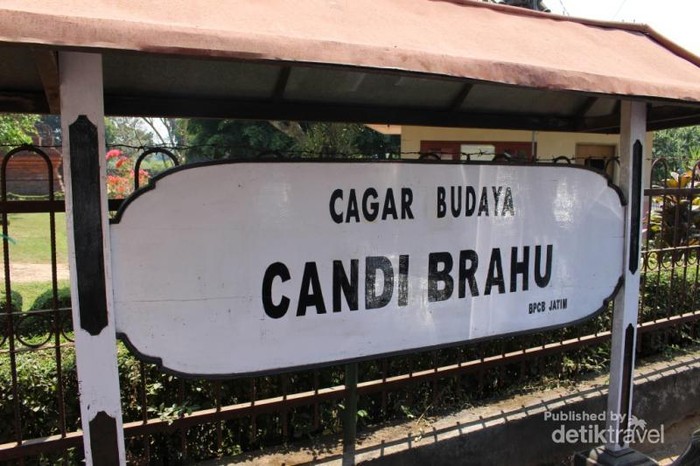 CAGAR BUDAYA
CANDI BRAHU
BPCB JATIM
Published by
detiktravel